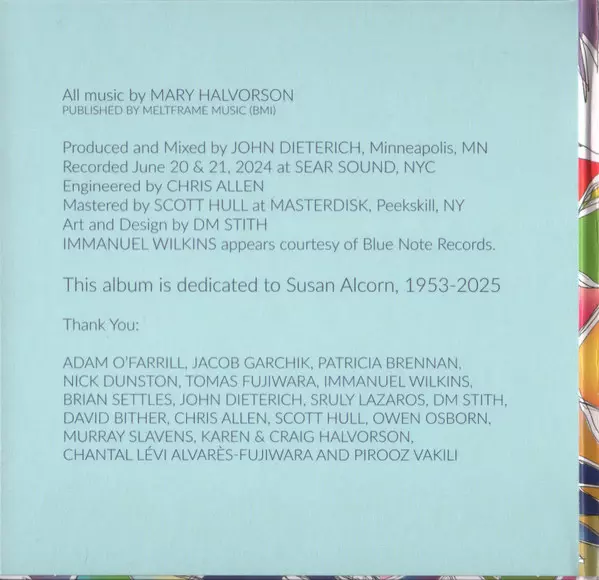 All music by MARY HALVORSON
PUBLISHED BY MELTFRAME MUSIC (BMI)
Produced and Mixed by JOHN DIETERICH, Minneapolis, MN
Recorded June 20 & 21, 2024 at SEAR SOUND, NYC
Engineered by CHRIS ALLEN
Mastered by SCOTT HULL at MASTERDISK, Peekskill, NY
Art and Design by DM STITH
IMMANUEL WILKINS appears courtesy of Blue Note Records.
This album is dedicated to Susan Alcorn, 1953-2025
Thank You:
ADAM O'FARRILL, JACOB GARCHIK, PATRICIA BRENNAN,
NICK DUNSTON, TOMAS FUJIWARA, IMMANUEL WILKINS,
BRIAN SETTLES, JOHN DIETERICH, SRULY LAZAROS, DM STITH,
DAVID BITHER, CHRIS ALLEN, SCOTT HULL, OWEN OSBORN,
MURRAY SLAVENS, KAREN & CRAIG HALVORSON,
CHANTAL LÉVI ALVARÈS-FUJIWARA AND PIROOZ VAKILI